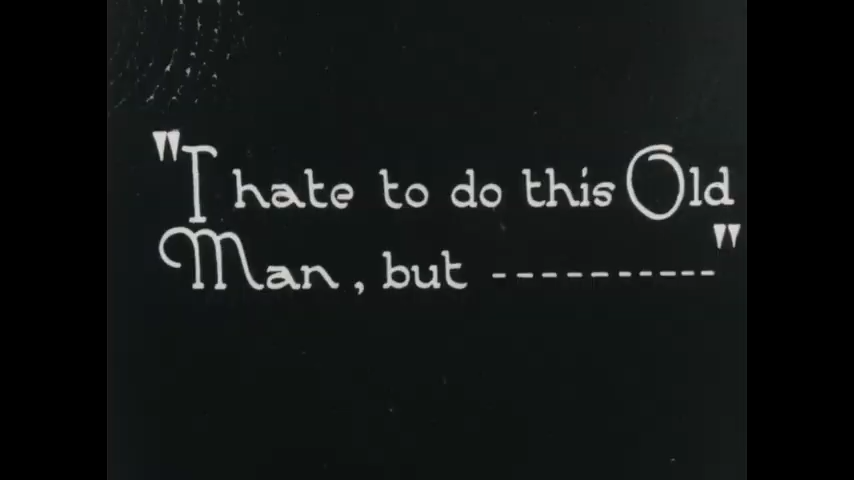 "I hate to do this Old
Man, but ----------"